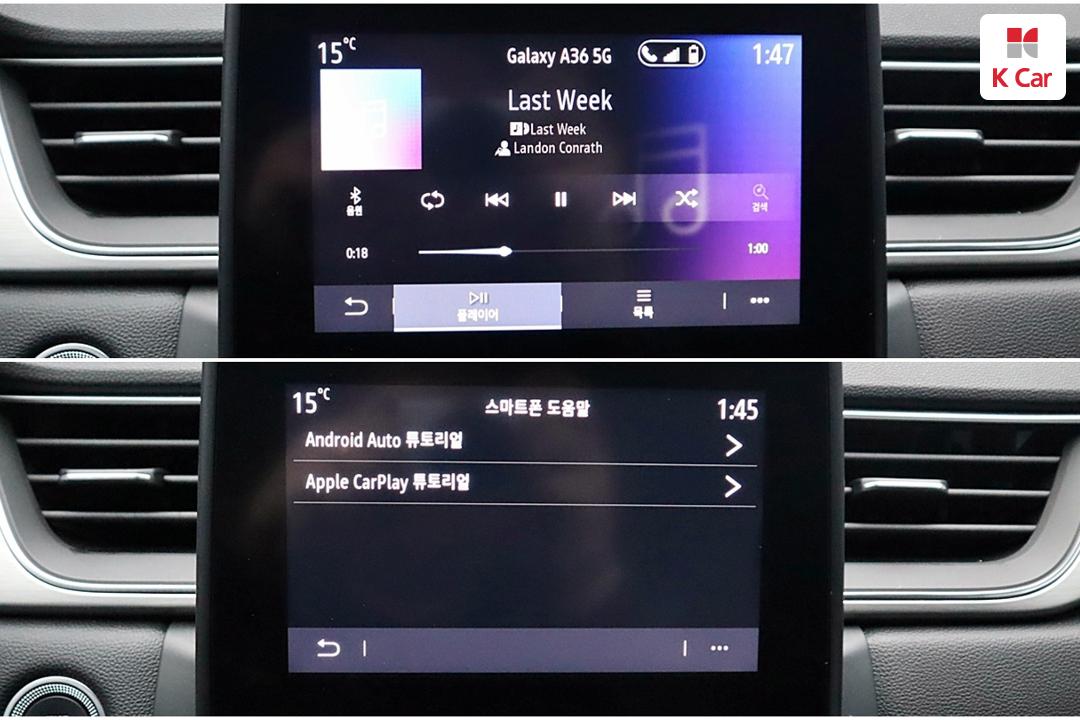 15°C
Galaxy A36 5G
1:47
K Car
Last Week
Last Week
Landon Conrath
음원
검색
0:18
1:00
플레이어
목록
15°C
스마트폰 도움말
1:45
Android Auto 튜토리얼
Apple CarPlay 튜토리얼